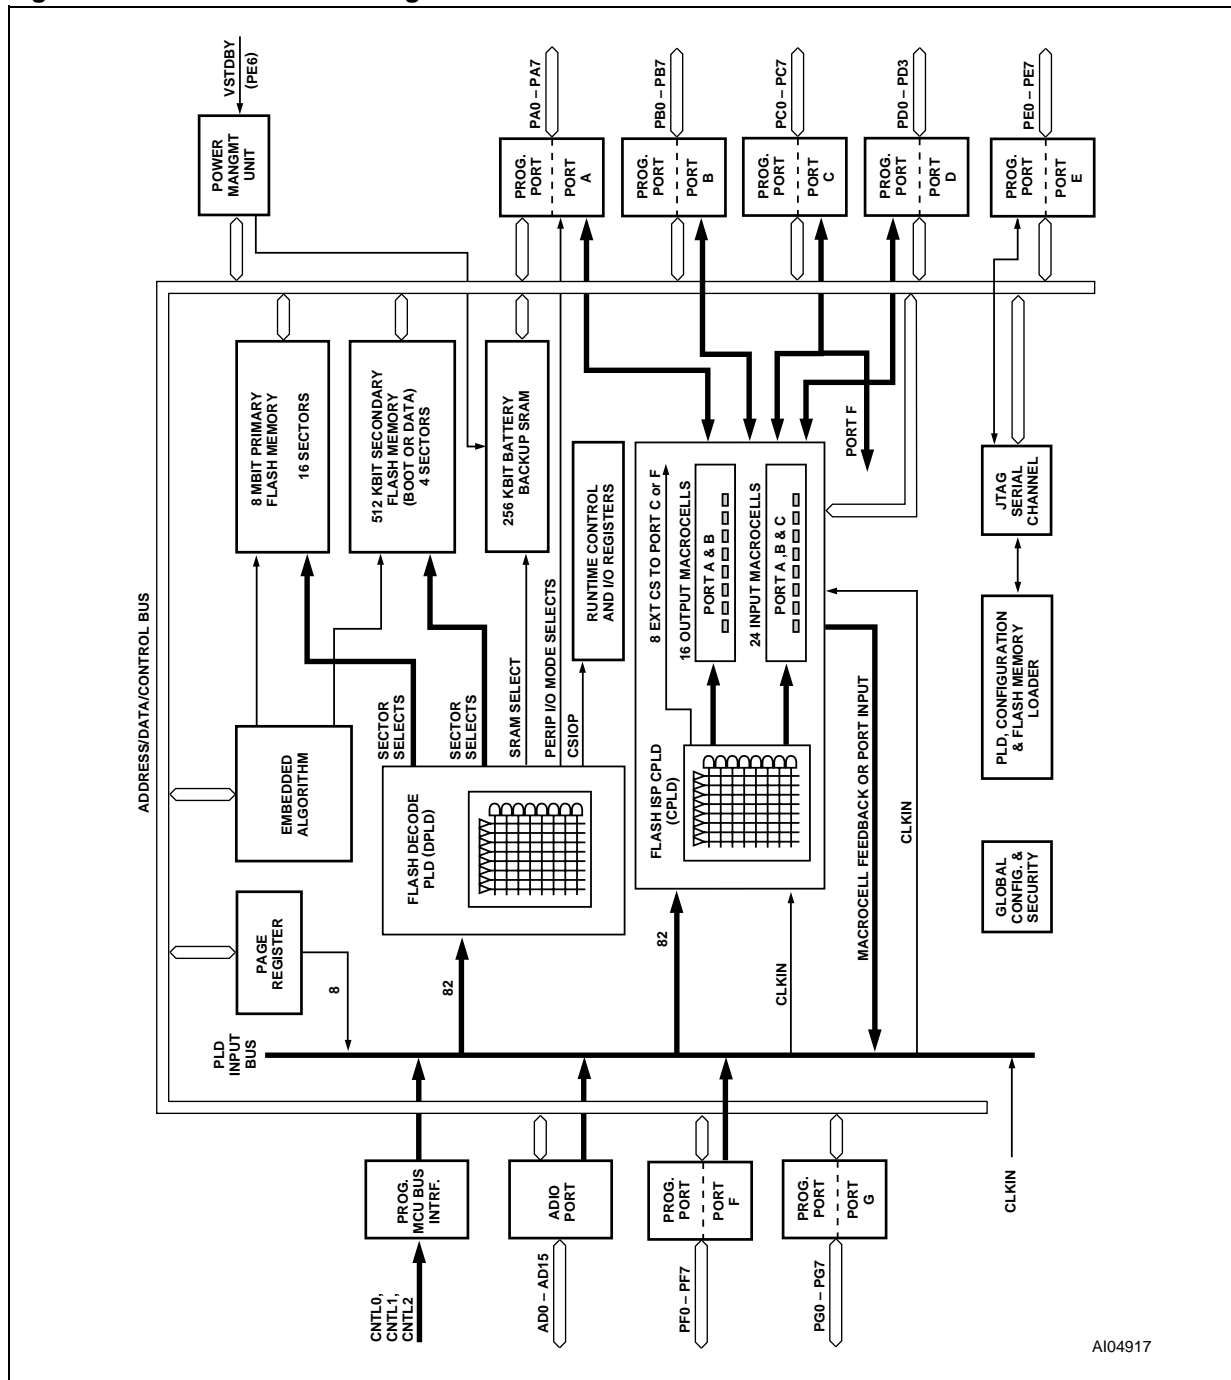 ADDRESS/DATA/CONTROL BUS
VSTDBY
(PE6)
POWER
MANGMT
UNIT
PA0 – PA7
PROG.
PORT
PORT
A
PB0 – PB7
PROG.
PORT
PORT
B
PC0 – PC7
PROG.
PORT
PORT
C
PD0 – PD3
PROG.
PORT
PORT
D
PE0 – PE7
PROG.
PORT
PORT
E
8 MBIT PRIMARY
FLASH MEMORY
16 SECTORS
512 KBIT SECONDARY
FLASH MEMORY
(BOOT OR DATA)
4 SECTORS
256 KBIT BATTERY
BACKUP SRAM
RUNTIME CONTROL
AND I/O REGISTERS
EMBEDDED
ALGORITHM
SECTOR
SELECTS
SECTOR
SELECTS
SRAM SELECT
PERIP I/O MODE SELECTS
CSIOP
FLASH DECODE
PLD (DPLD)
8 EXT CS TO PORT C or F
16 OUTPUT MACROCELLS
PORT A & B
24 INPUT MACROCELLS
PORT A ,B & C
FLASH ISP CPLD
(CPLD)
PORT F
JTAG
SERIAL
CHANNEL
PLD, CONFIGURATION
& FLASH MEMORY
LOADER
GLOBAL
CONFIG. &
SECURITY
MACROCELL FEEDBACK OR PORT INPUT
CLKIN
CLKIN
PAGE
REGISTER
8
82
82
PLD
INPUT
BUS
CLKIN
PROG.
MCU BUS
INTRF.
CNTL0,
CNTL1,
CNTL2
ADIO
PORT
AD0 – AD15
PROG.
PORT
PORT
F
PF0 – PF7
PROG.
PORT
PORT
G
PG0 – PG7
AI04917